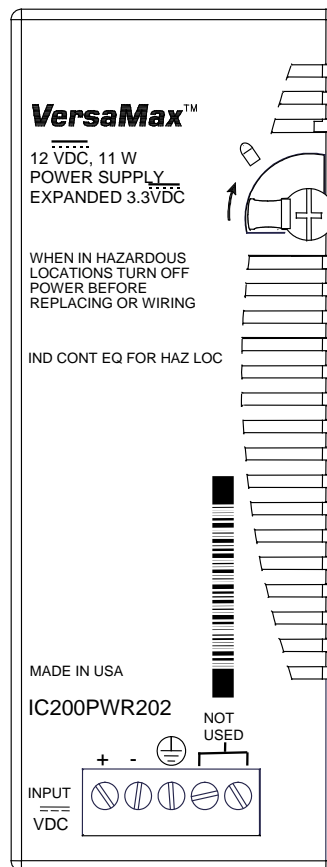 VersaMax™
12 VDC, 11 W
POWER SUPPLY
EXPANDED 3.3VDC
WHEN IN HAZARDOUS
LOCATIONS TURN OFF
POWER BEFORE
REPLACING OR WIRING
IND CONT EQ FOR HAZ LOC
MADE IN USA
IC200PWR202
NOT
USED
+ -
INPUT
VDC